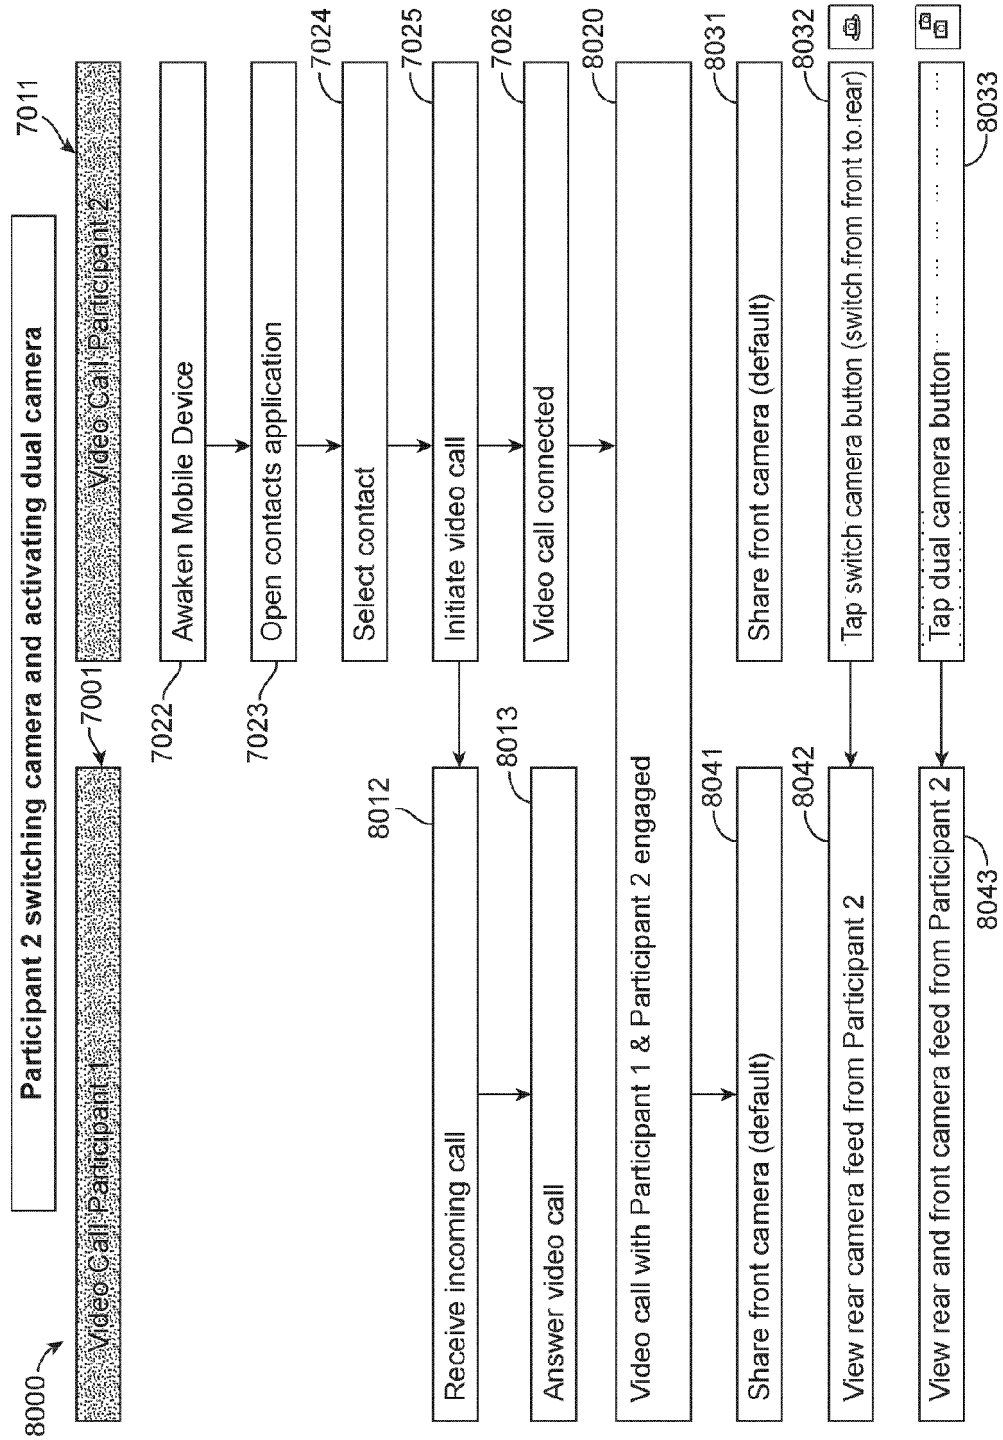 8000
Participant 2 switching camera and activating dual camera
7001
7011
Video Call Participant 1
Video Call Participant 2
7022
Awaken Mobile Device
7023
Open contacts application
7024
Select contact
7025
8012
Receive incoming call
Initiate video call
7026
8013
Answer video call
Video call connected
8020
Video call with Participant 1 & Participant 2 engaged
8041
8031
Share front camera (default)
Share front camera (default)
8042
8032
View rear camera feed from Participant 2
Tap switch camera button (switch from front to rear)
View rear and front camera feed from Participant 2
Tap dual camera button
8043
8033